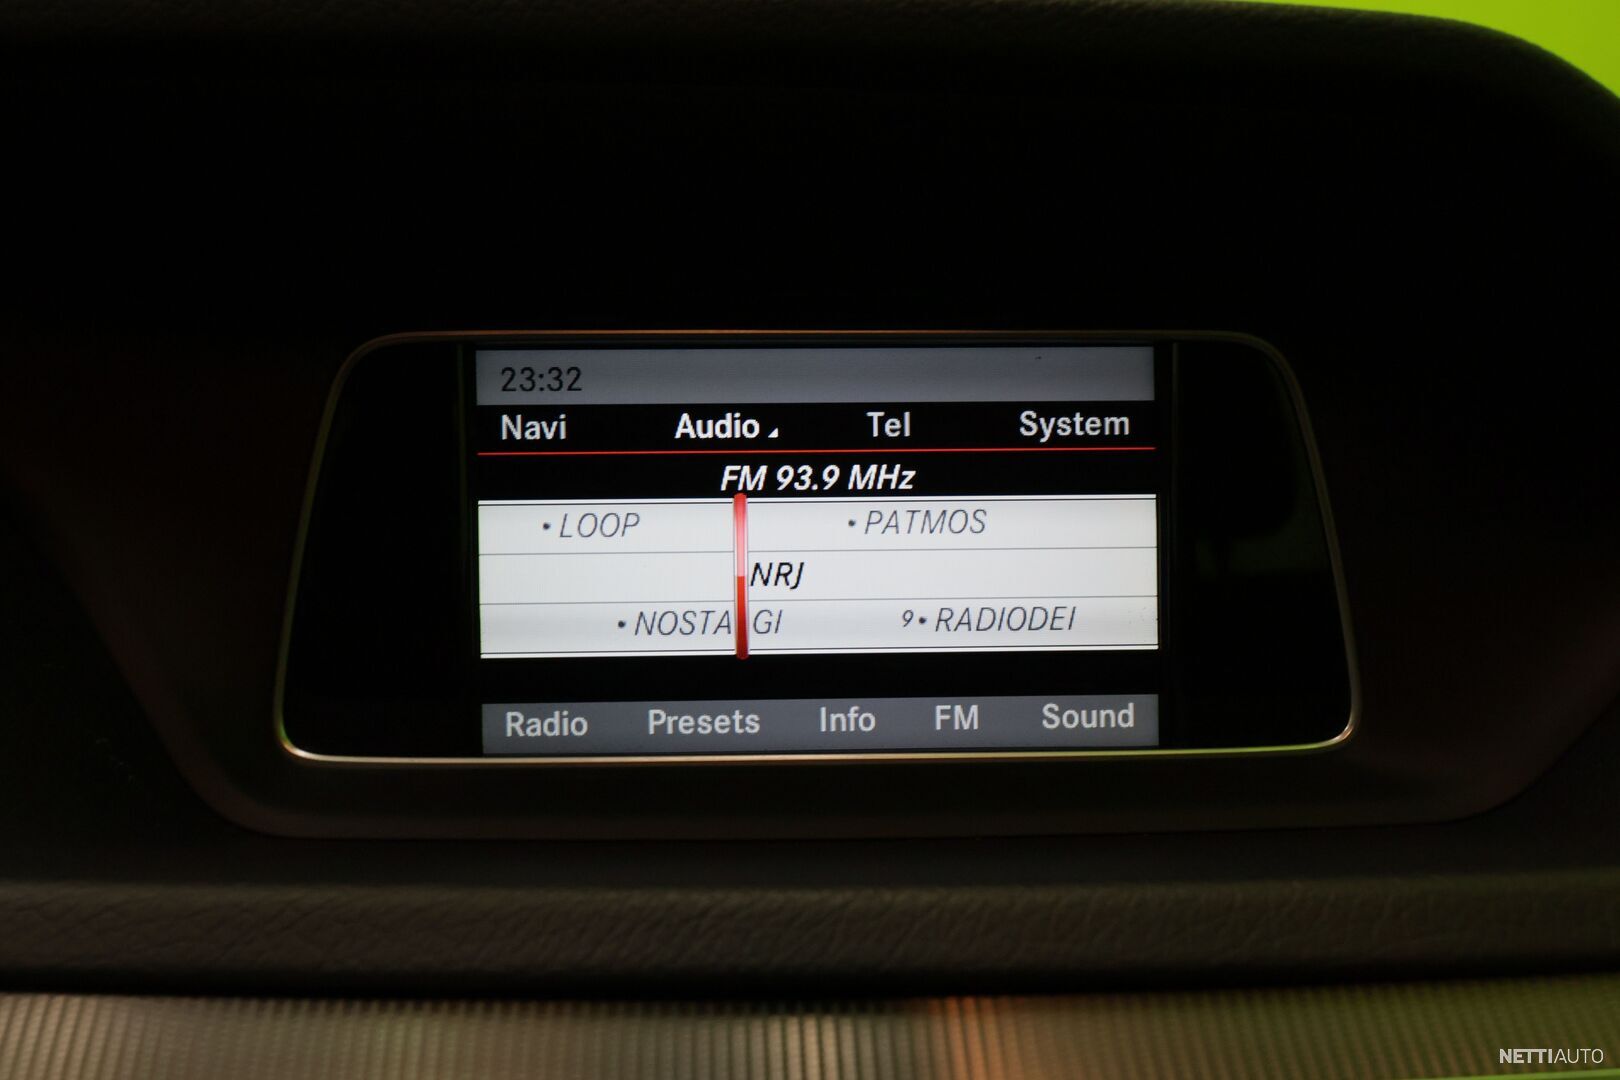 23:32
Navi Audio Tel System
FM 93.9 MHz
• LOOP • PATMOS
NRJ
• NOSTA GI 9• RADIODEI
Radio Presets Info FM Sound
NETTIAUTO